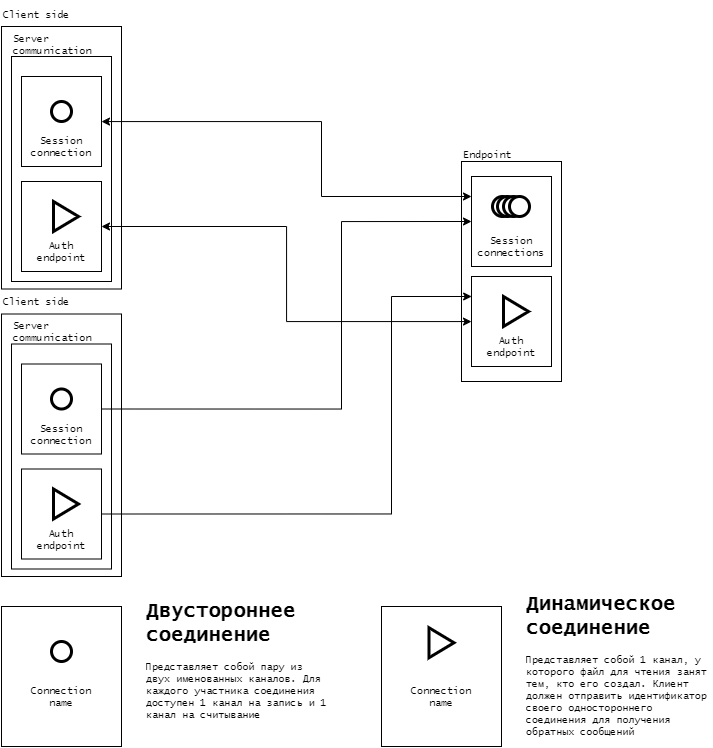 Client side
Server
communication
Session
connection
Auth
endpoint
Endpoint
Session
connections
Auth
endpoint
Client side
Server
communication
Session
connection
Auth
endpoint
Connection
name
Двустороннее
соединение
Представляет собой пару из
двух именованных каналов. Для
каждого участника соединения
доступен 1 канал на запись и 1
канал на считывание
Connection
name
Динамическое
соединение
Представляет собой 1 канал, у
которого файл для чтения занят
тем, кто его создал. Клиент
должен отправить идентификатор
своего одностороннего
соединения для получения
обратных сообщений